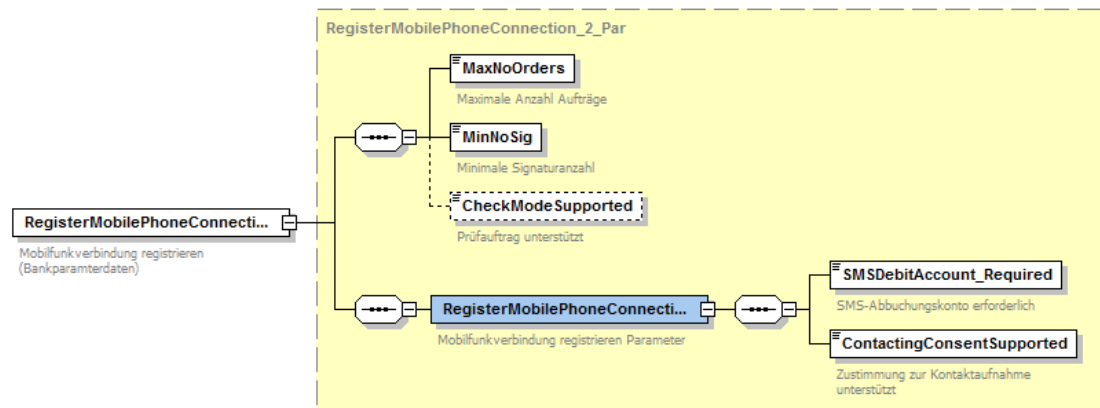 RegisterMobilePhoneConnection_2_Par
MaxNoOrders
Maximale Anzahl Aufträge
MinNoSig
Minimale Signaturanzahl
CheckModeSupported
Prüfauftrag unterstützt
RegisterMobilePhoneConnecti...
Mobilfunkverbindung registrieren
(Bankparamterdaten)
RegisterMobilePhoneConnecti...
Mobilfunkverbindung registrieren Parameter
SMSDebitAccount_Required
SMS-Abbuchungskonto erforderlich
ContactingConsentSupported
Zustimmung zur Kontaktaufnahme
unterstützt